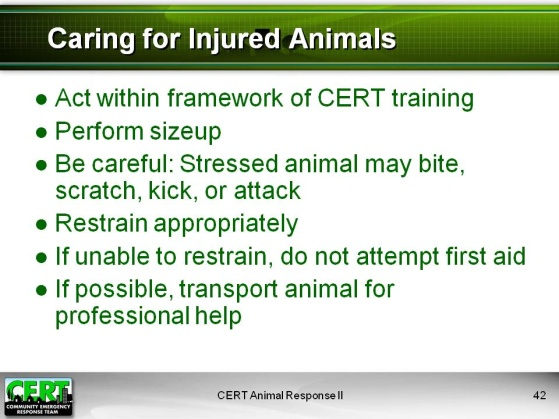 Caring for Injured Animals
● Act within framework of CERT training
● Perform sizeup
● Be careful: Stressed animal may bite,
scratch, kick, or attack
● Restrain appropriately
● If unable to restrain, do not attempt first aid
● If possible, transport animal for
professional help
CERT
COMMUNITY EMERGENCY
RESPONSE TEAM
CERT Animal Response II
42